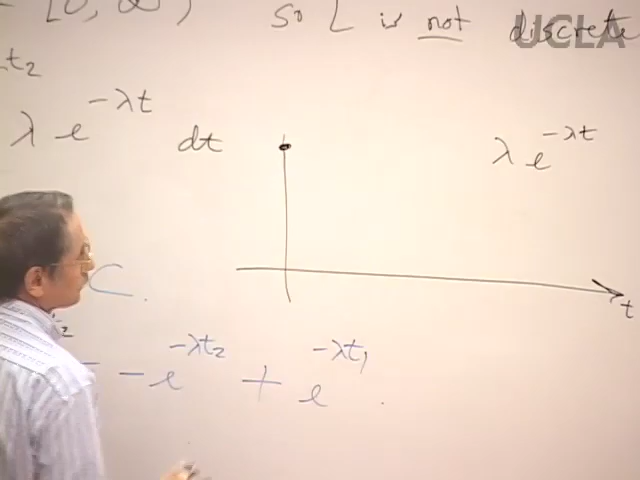 [0, ∞) So L is not discrete
UCLA
t₂
λ e^{-λt} dt λ e^{-λt}
t
C.
- e^{-λt₂} + e^{-λt₁}.